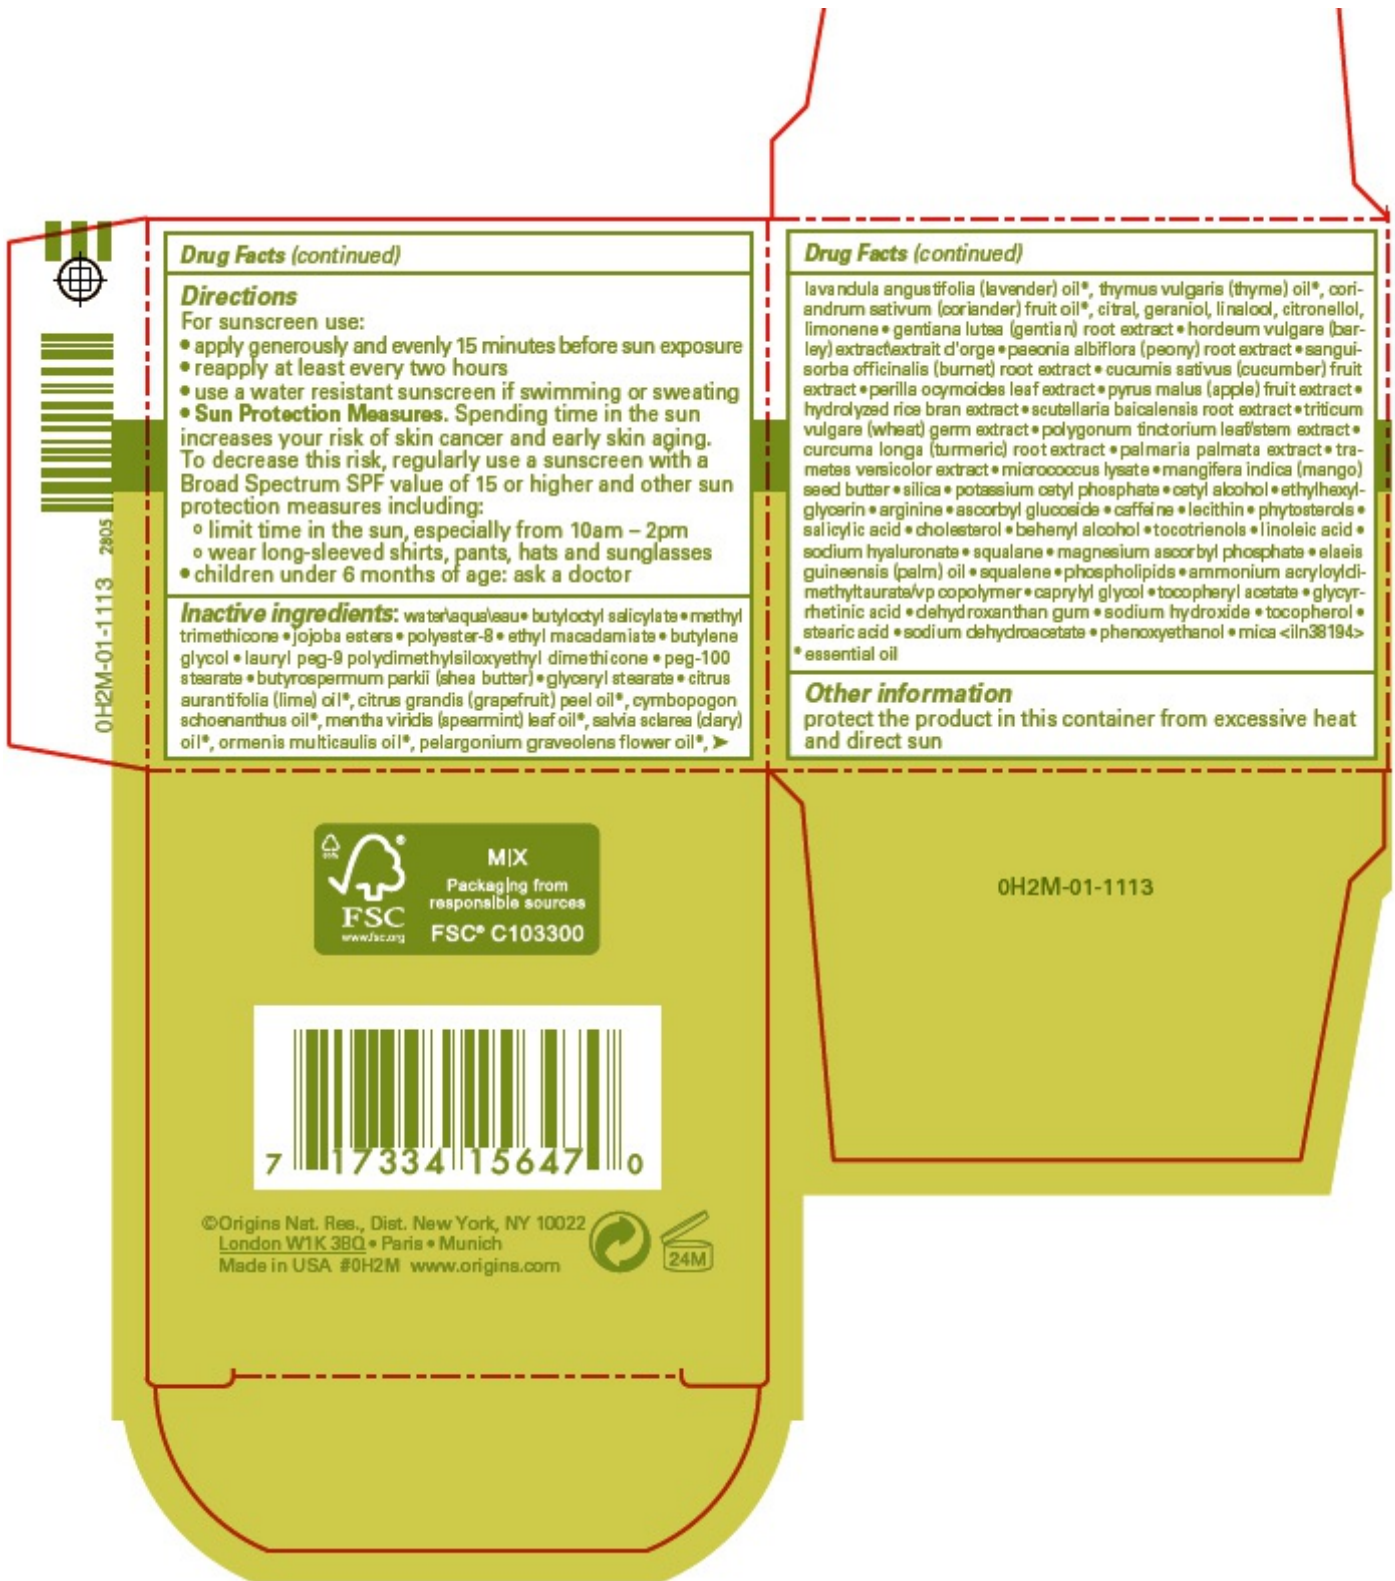 Drug Facts (continued)
Directions
For sunscreen use:
• apply generously and evenly 15 minutes before sun exposure
• reapply at least every two hours
• use a water resistant sunscreen if swimming or sweating
• Sun Protection Measures. Spending time in the sun
increases your risk of skin cancer and early skin aging.
To decrease this risk, regularly use a sunscreen with a
Broad Spectrum SPF value of 15 or higher and other sun
protection measures including:
o limit time in the sun, especially from 10am – 2pm
o wear long-sleeved shirts, pants, hats and sunglasses
• children under 6 months of age: ask a doctor
Inactive ingredients: water\aqua\eau • butyloctyl salicylate • methyl
trimethicone • jojoba esters • polyester-8 • ethyl macadamiate • butylene
glycol • lauryl peg-9 polydimethylsiloxyethyl dimethicone • peg-100
stearate • butyrospermum parkii (shea butter) • glyceryl stearate • citrus
aurantifolia (lime) oil*, citrus grandis (grapefruit) peel oil*, cymbopogon
schoenanthus oil*, mentha viridis (spearmint) leaf oil*, salvia sclarea (clary)
oil*, ormenis multicaulis oil*, pelargonium graveolens flower oil*, ➤
Drug Facts (continued)
lavandula angustifolia (lavender) oil*, thymus vulgaris (thyme) oil*, cori-
andrum sativum (coriander) fruit oil*, citral, geraniol, linalool, citronellol,
limonene • gentiana lutea (gentian) root extract • hordeum vulgare (bar-
ley) extract\extrait d'orge • paeonia albiflora (peony) root extract • sangui-
sorba officinalis (burnet) root extract • cucumis sativus (cucumber) fruit
extract • perilla ocymoides leaf extract • pyrus malus (apple) fruit extract •
hydrolyzed rice bran extract • scutellaria baicalensis root extract • triticum
vulgare (wheat) germ extract • polygonum tinctorium leaf/stem extract •
curcuma longa (turmeric) root extract • palmaria palmata extract • tra-
metes versicolor extract • micrococcus lysate • mangifera indica (mango)
seed butter • silica • potassium cetyl phosphate • cetyl alcohol • ethylhexyl-
glycerin • arginine • ascorbyl glucoside • caffeine • lecithin • phytosterols •
salicylic acid • cholesterol • behenyl alcohol • tocotrienols • linoleic acid •
sodium hyaluronate • squalane • magnesium ascorbyl phosphate • elaeis
guineensis (palm) oil • squalene • phospholipids • ammonium acryloyldi-
methyltaurate/vp copolymer • caprylyl glycol • tocopheryl acetate • glycyr-
rhetinic acid • dehydroxanthan gum • sodium hydroxide • tocopherol •
stearic acid • sodium dehydroacetate • phenoxyethanol • mica <iln38194>
* essential oil
Other information
protect the product in this container from excessive heat
and direct sun
0H2M-01-1113 2805
MIX
Packaging from
responsible sources
FSC® C103300
FSC
www.fsc.org
0H2M-01-1113
7 17334 15647 0
©Origins Nat. Res., Dist. New York, NY 10022
London W1K 3BQ • Paris • Munich
Made in USA #0H2M www.origins.com
24M